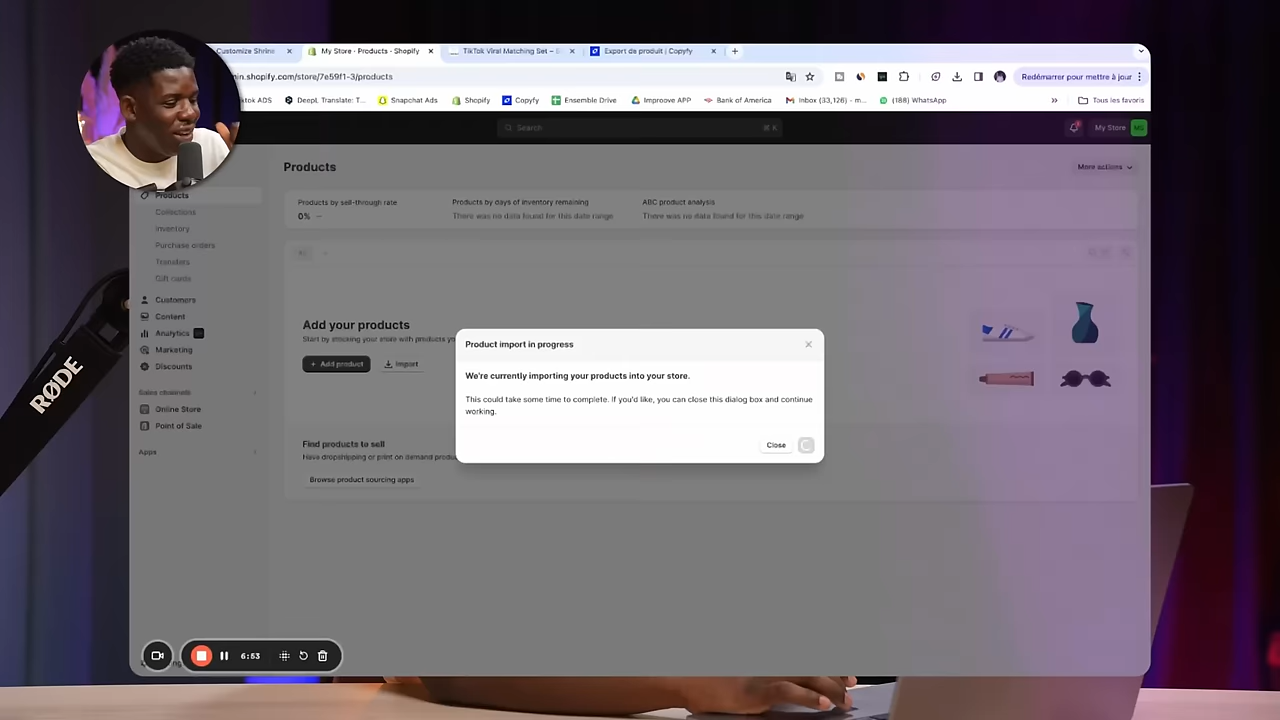 Customize Shrine
My Store · Products · Shopify
TikTok Viral Matching Set –
Export de produit | Copyfy
min.shopify.com/store/7e59f1-3/products
Redémarrer pour mettre à jour
ktok ADS
DeepL Translate: T...
Snapchat Ads
Shopify
Copyfy
Ensemble Drive
Improove APP
Bank of America
Inbox (33,126) - m...
(188) WhatsApp
»
Tous les favoris
Search
⌘ K
My Store
MS
Products
More actions
Products
Collections
Inventory
Purchase orders
Transfers
Gift cards
Customers
Content
Analytics
Marketing
Discounts
Sales channels
Online Store
Point of Sale
Apps
Products by sell-through rate
0% —
Products by days of inventory remaining
There was no data found for this date range
ABC product analysis
There was no data found for this date range
Add your products
Start by stocking your store with products yo
+ Add product
Import
Find products to sell
Have dropshipping or print on demand produ
Browse product sourcing apps
Product import in progress
We're currently importing your products into your store.
This could take some time to complete. If you'd like, you can close this dialog box and continue
working.
Close
RØDE
6:53